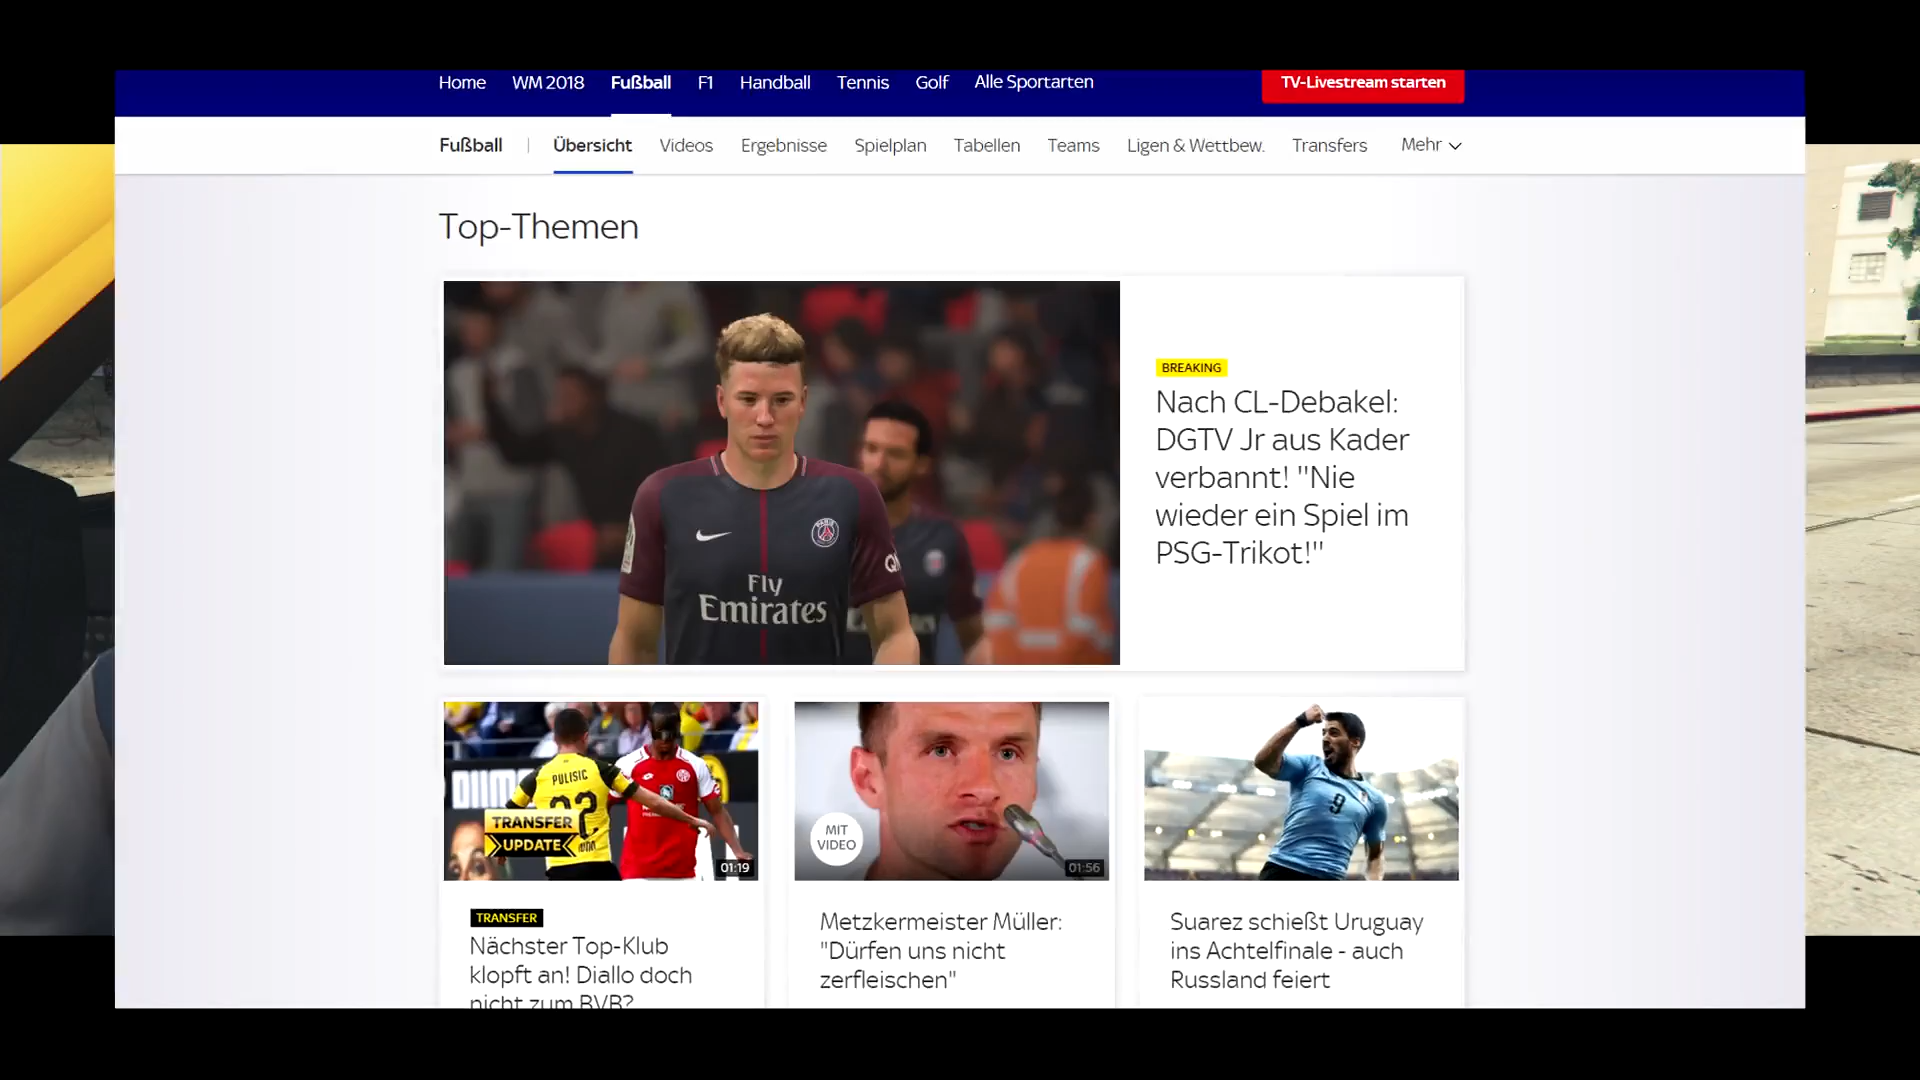 Home WM 2018 Fußball F1 Handball Tennis Golf Alle Sportarten TV-Livestream starten
Fußball | Übersicht Videos Ergebnisse Spielplan Tabellen Teams Ligen & Wettbew. Transfers Mehr
Top-Themen
BREAKING
Nach CL-Debakel:
DGTV Jr aus Kader
verbannt! "Nie
wieder ein Spiel im
PSG-Trikot!"
PARIS
Fly
Emirates
PULISIC
22
TRANSFER
UPDATE
01:19
MIT
VIDEO
01:56
9
TRANSFER
Nächster Top-Klub
klopft an! Diallo doch
nicht zum BVB?
Metzkermeister Müller:
"Dürfen uns nicht
zerfleischen"
Suarez schießt Uruguay
ins Achtelfinale - auch
Russland feiert